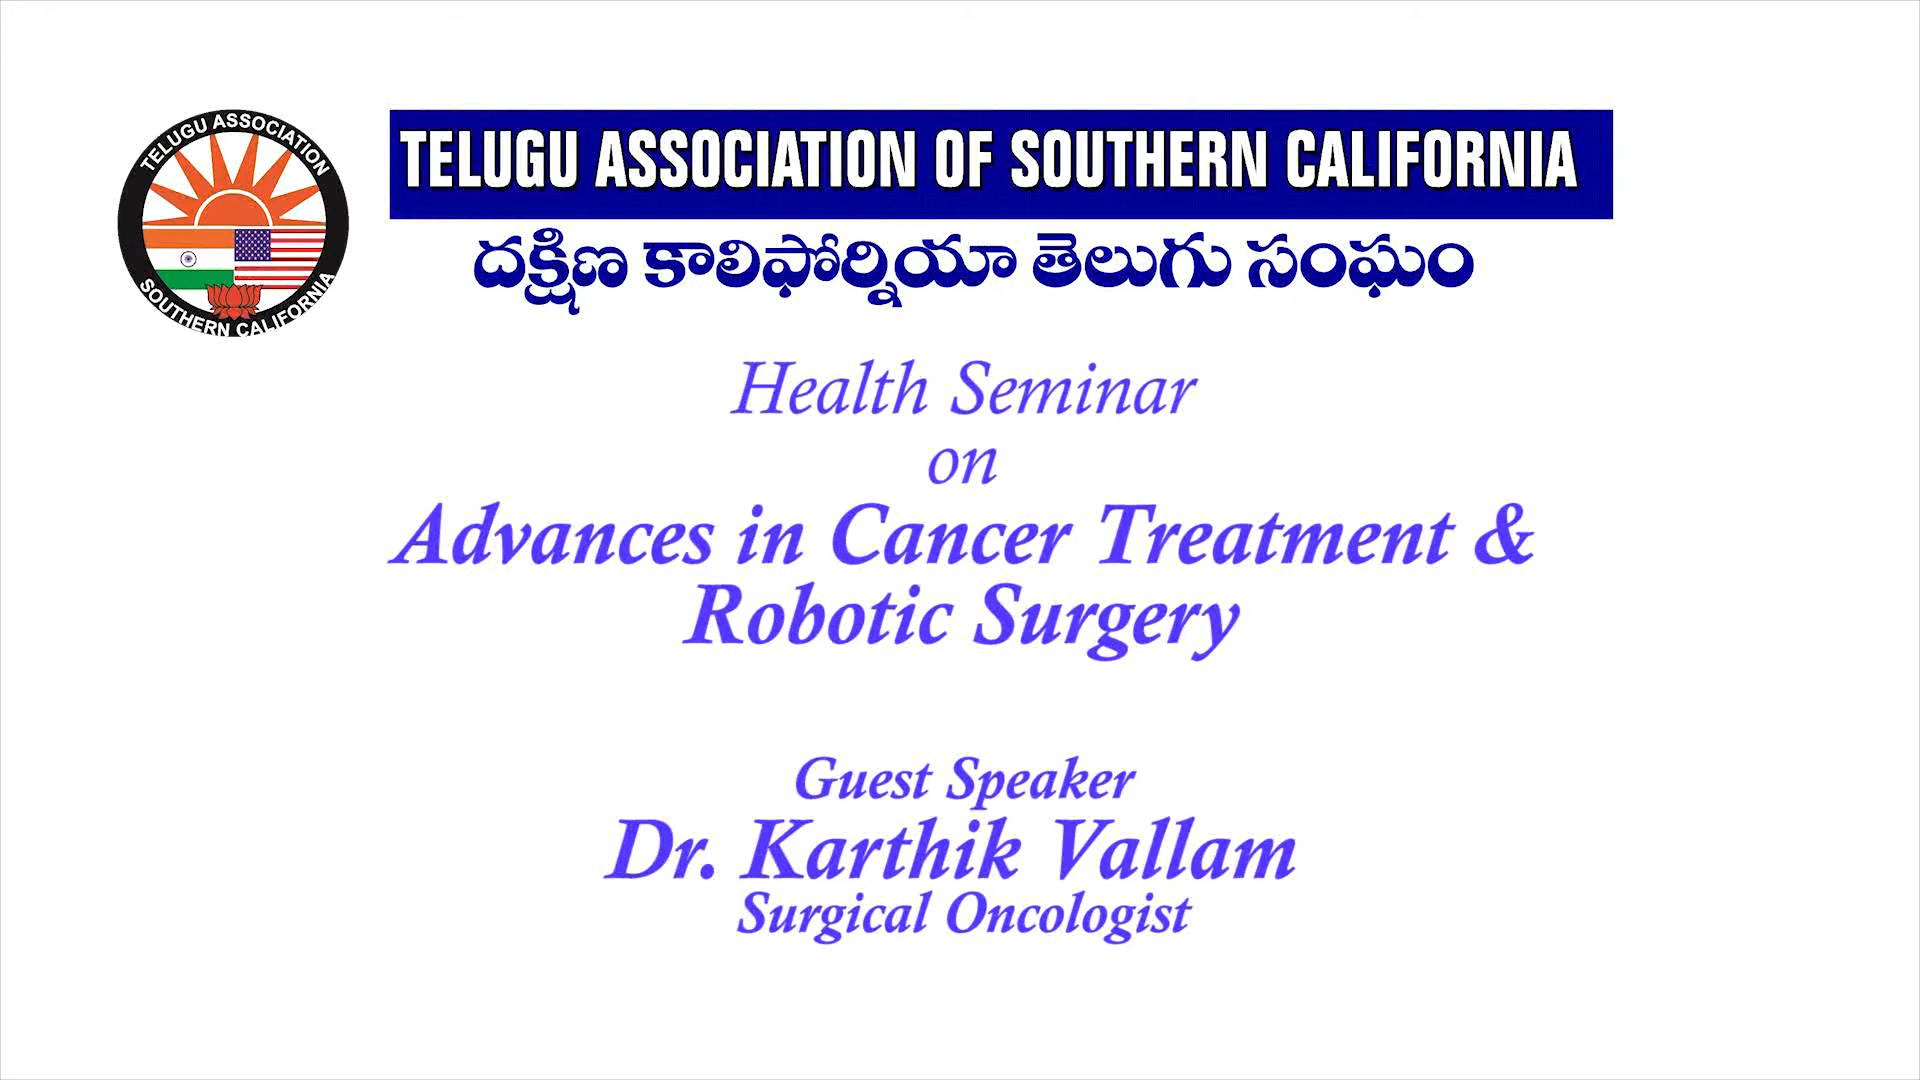 TELUGU ASSOCIATION
SOUTHERN CALIFORNIA
TELUGU ASSOCIATION OF SOUTHERN CALIFORNIA
దక్షిణ కాలిఫోర్నియా తెలుగు సంఘం
Health Seminar
on
Advances in Cancer Treatment &
Robotic Surgery
Guest Speaker
Dr. Karthik Vallam
Surgical Oncologist